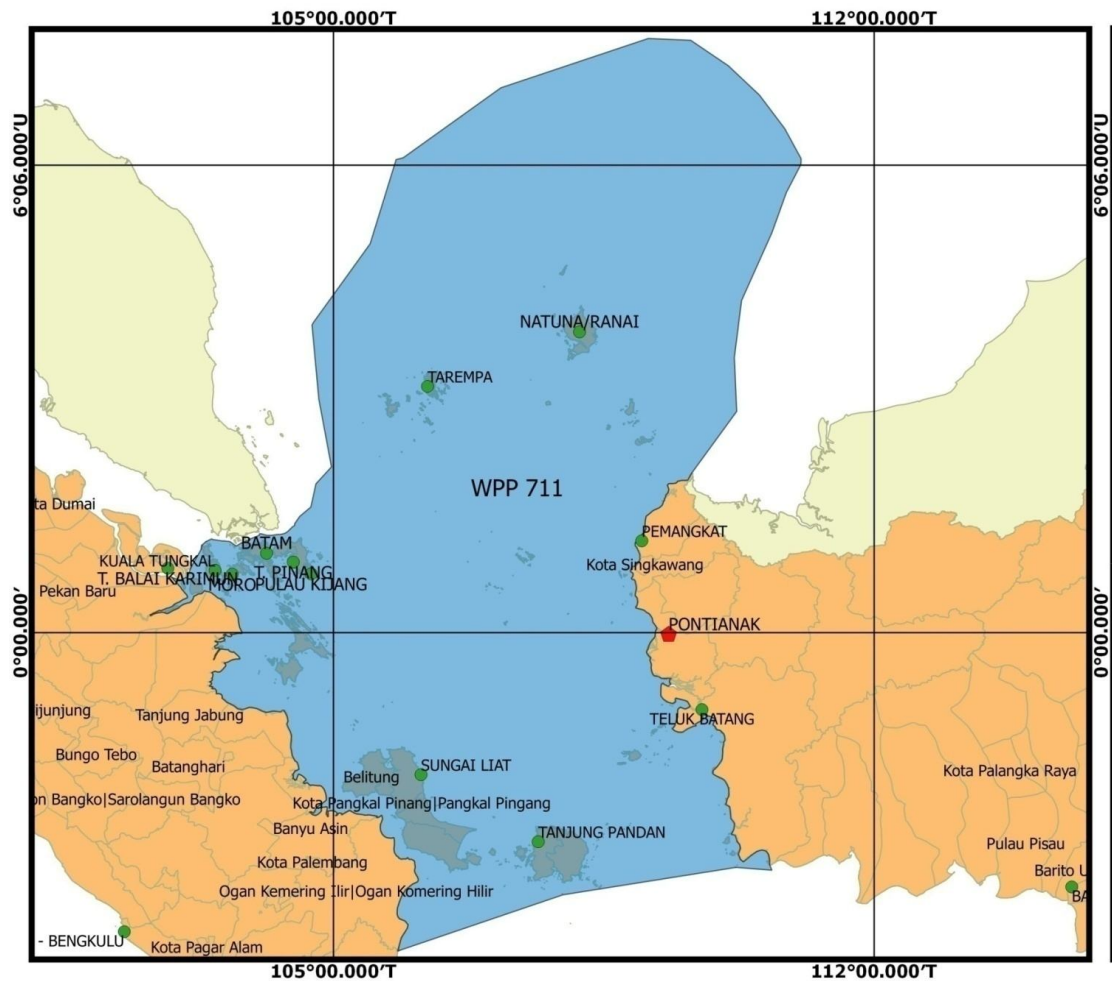 105°00.000'T
112°00.000'T
6°06.000'U
6°06.000'U
NATUNA/RANAI
TAREMPA
WPP 711
ta Dumai
PEMANGKAT
BATAM
KUALA TUNGKAL
Kota Singkawang
T. PINANG
T. BALAI KARIMUN
MORO
PULAU KIJANG
Pekan Baru
0°00.000'
PONTIANAK
0°00.000'
ijunjung
Tanjung Jabung
TELUK BATANG
Bungo Tebo
Batanghari
SUNGAI LIAT
Belitung
Kota Palangka Raya
on Bangko|Sarolangun Bangko
Kota Pangkal Pinang|Pangkal Pingang
Banyu Asin
TANJUNG PANDAN
Pulau Pisau
Kota Palembang
Barito U
Ogan Kemering Ilir|Ogan Komering Hilir
BA
- BENGKULU
Kota Pagar Alam
105°00.000'T
112°00.000'T